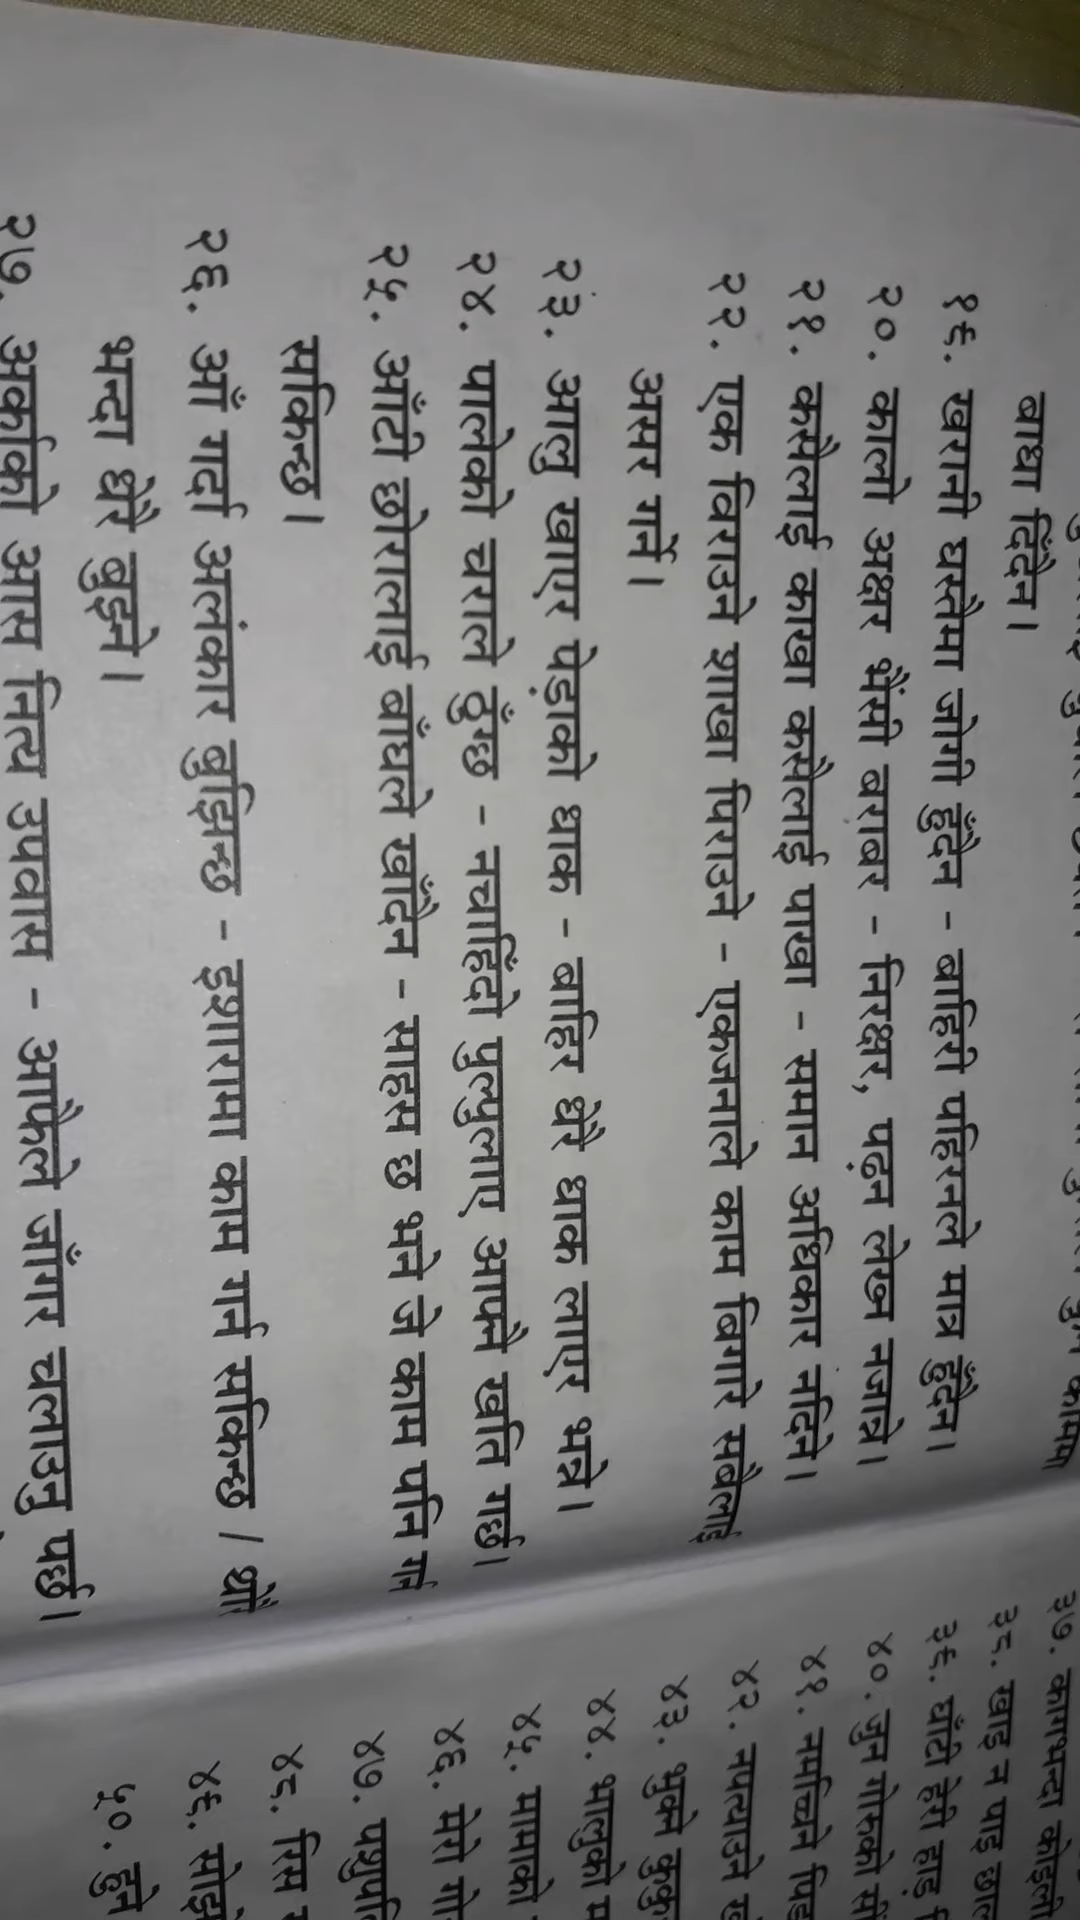 बाधा दिँदैन।
१९. खरानी घस्तैमा जोगी हुँदैन - बाहिरी पहिरनले मात्र हुँदैन।
२०. कालो अक्षर भैंसी बराबर - निरक्षर, पढ्न लेख्न नजान्ने।
२१. कसैलाई काखा कसैलाई पाखा - समान अधिकार नदिने।
२२. एक विराउने शाखा पिराउने - एकजनाले काम बिगारे सबैलाई
असर गर्ने।
२३. आलु खाएर पेडाको धाक - बाहिर धेरै धाक लाएर भन्ने।
२४. पालेको चराले ठुँग्छ - नचाहिँदो पुल्पुलाए आफ्नै खति गर्छ।
२५. आँटी छोरालाई बाँघले खाँदैन - साहस छ भने जे काम पनि गर्न
सकिन्छ।
२६. आँ गर्दा अलंकार बुझिन्छ - इशारामा काम गर्न सकिन्छ / थोरै
भन्दा धेरै बुझ्ने।
२७. अर्काको आस नित्य उपवास - आफैले जाँगर चलाउनु पर्छ।
३७. कामभन्दा कोइली
३८. खाइ न पाइ छाल
३९. घाँटी हेरी हाड
४०. जुन गोरुको सी
४१. नमच्चिने पिङ
४२. नपत्याउने
४३. भुक्ने कुकु
४४. भालुको
४५. मामाको
४६. मेरो गो
४७. पशुपति
४८. रिस
४९. सोझ
५०. हुने